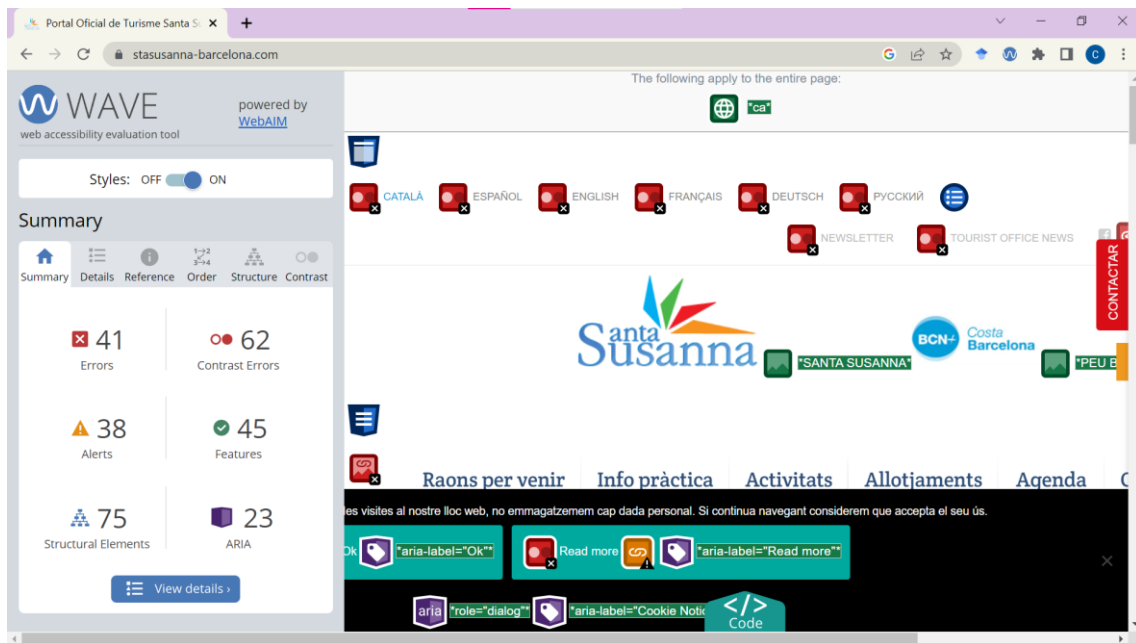 Portal Oficial de Turisme Santa Su
stasusanna-barcelona.com
C
WAVE
web accessibility evaluation tool
powered by
WebAIM
Styles: OFF ON
Summary
Summary Details Reference Order Structure Contrast
41
Errors
62
Contrast Errors
38
Alerts
45
Features
75
Structural Elements
23
ARIA
View details ›
The following apply to the entire page:
*ca*
CATALÀ ESPAÑOL ENGLISH FRANÇAIS DEUTSCH РУССКИЙ
NEWSLETTER TOURIST OFFICE NEWS
CONTACTAR
Santa
Susanna
*SANTA SUSANNA*
BCN+ Costa
Barcelona
*PEU B
Raons per venir Info pràctica Activitats Allotjaments Agenda
les visites al nostre lloc web, no emmagatzemem cap dada personal. Si continua navegant considerem que accepta el seu ús.
Ok *aria-label="Ok"* Read more *aria-label="Read more"*
aria *role="dialog"* *aria-label="Cookie Notic
</>
Code